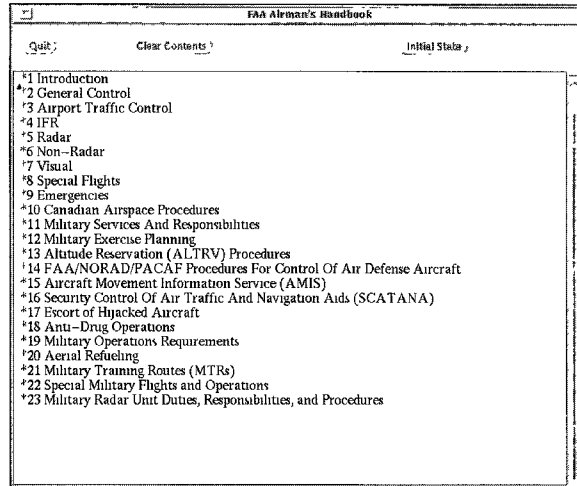 FAA Airman's Handbook
Quit Clear Contents Initial State
*1 Introduction
*2 General Control
*3 Airport Traffic Control
*4 IFR
*5 Radar
*6 Non-Radar
*7 Visual
*8 Special Flights
*9 Emergencies
*10 Canadian Airspace Procedures
*11 Military Services And Responsibilities
*12 Military Exercise Planning
*13 Altitude Reservation (ALTRV) Procedures
*14 FAA/NORAD/PACAF Procedures For Control Of Air Defense Aircraft
*15 Aircraft Movement Information Service (AMIS)
*16 Security Control Of Air Traffic And Navigation Aids (SCATANA)
*17 Escort of Hijacked Aircraft
*18 Anti-Drug Operations
*19 Military Operations Requirements
*20 Aerial Refueling
*21 Military Training Routes (MTRs)
*22 Special Military Flights and Operations
*23 Military Radar Unit Duties, Responsibilities, and Procedures